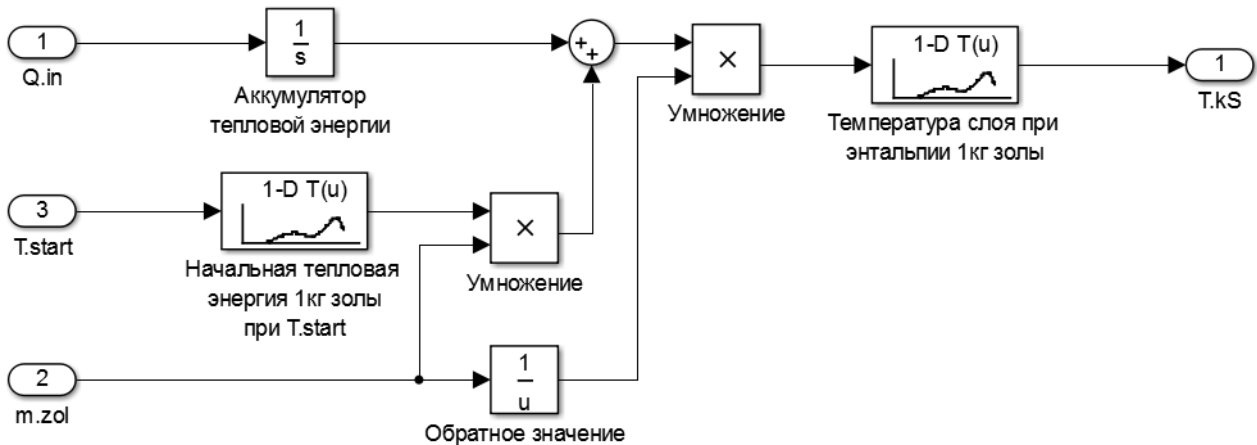 1
Q.in
1
s
Аккумулятор
тепловой энергии
+
+
×
Умножение
1-D T(u)
Температура слоя при
энтальпии 1кг золы
1
T.kS
3
T.start
1-D T(u)
Начальная тепловая
энергия 1кг золы
при T.start
×
Умножение
2
m.zol
1
u
Обратное значение